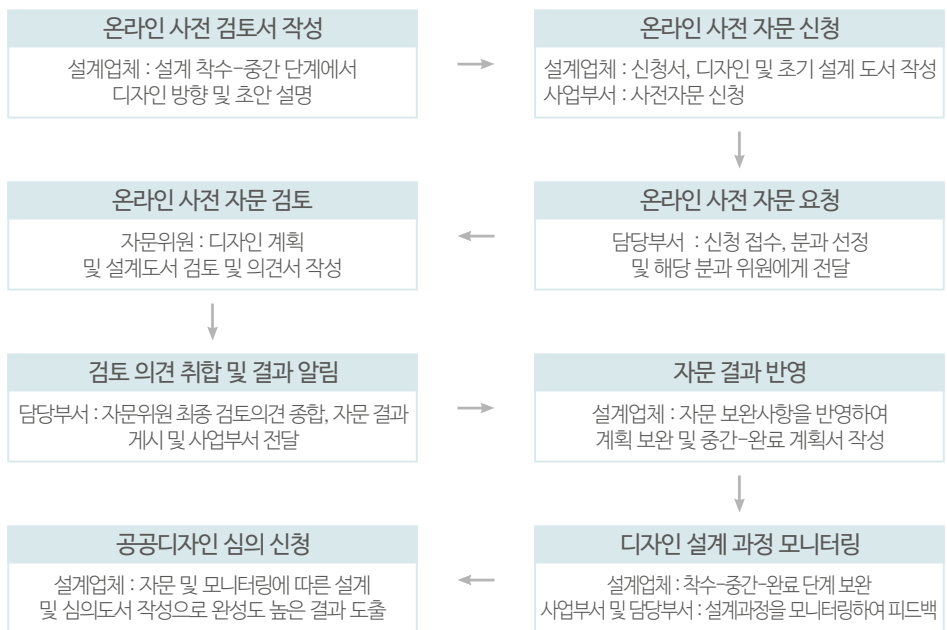 온라인 사전 검토서 작성
설계업체 : 설계 착수-중간 단계에서
디자인 방향 및 초안 설명
온라인 사전 자문 신청
설계업체 : 신청서, 디자인 및 초기 설계 도서 작성
사업부서 : 사전자문 신청
온라인 사전 자문 요청
담당부서 : 신청 접수, 분과 선정
및 해당 분과 위원에게 전달
온라인 사전 자문 검토
자문위원 : 디자인 계획
및 설계도서 검토 및 의견서 작성
검토 의견 취합 및 결과 알림
담당부서 : 자문위원 최종 검토의견 종합, 자문 결과
게시 및 사업부서 전달
자문 결과 반영
설계업체 : 자문 보완사항을 반영하여
계획 보완 및 중간-완료 계획서 작성
디자인 설계 과정 모니터링
설계업체 : 착수-중간-완료 단계 보완
사업부서 및 담당부서 : 설계과정을 모니터링하여 피드백
공공디자인 심의 신청
설계업체 : 자문 및 모니터링에 따른 설계
및 심의도서 작성으로 완성도 높은 결과 도출